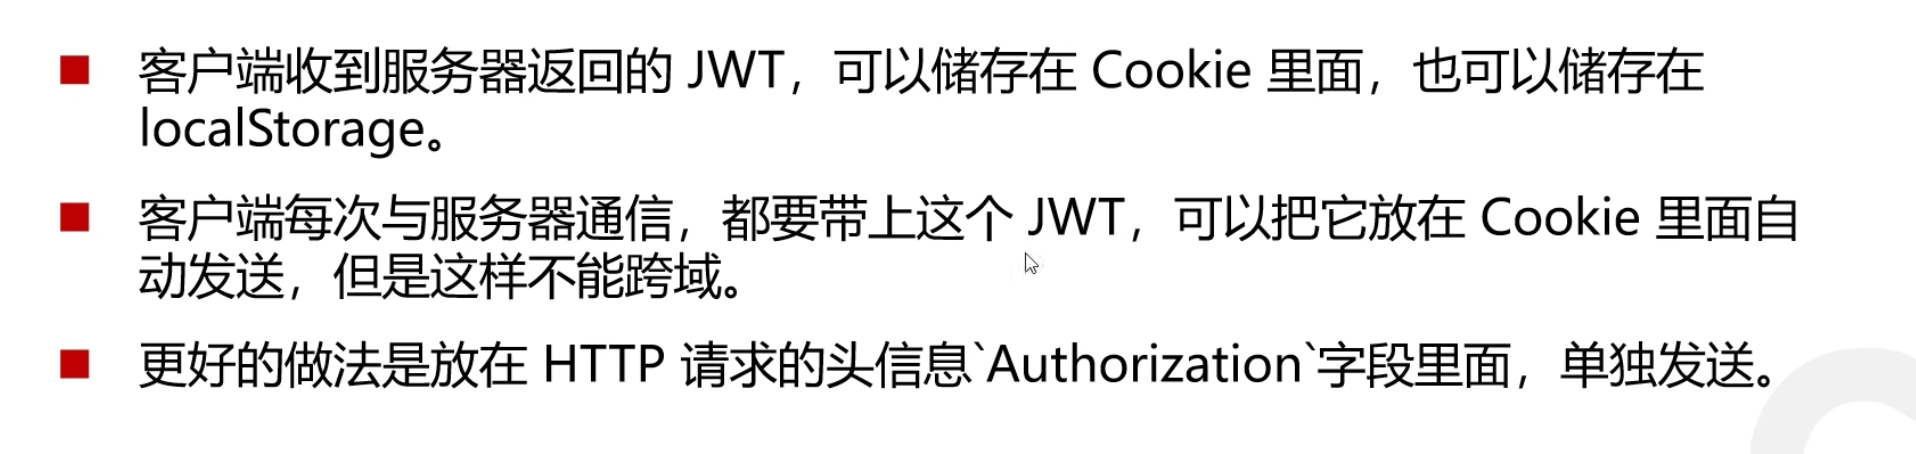 客户端收到服务器返回的 JWT，可以储存在 Cookie 里面，也可以储存在
localStorage。
客户端每次与服务器通信，都要带上这个 JWT，可以把它放在 Cookie 里面自
动发送，但是这样不能跨域。
更好的做法是放在 HTTP 请求的头信息`Authorization`字段里面，单独发送。